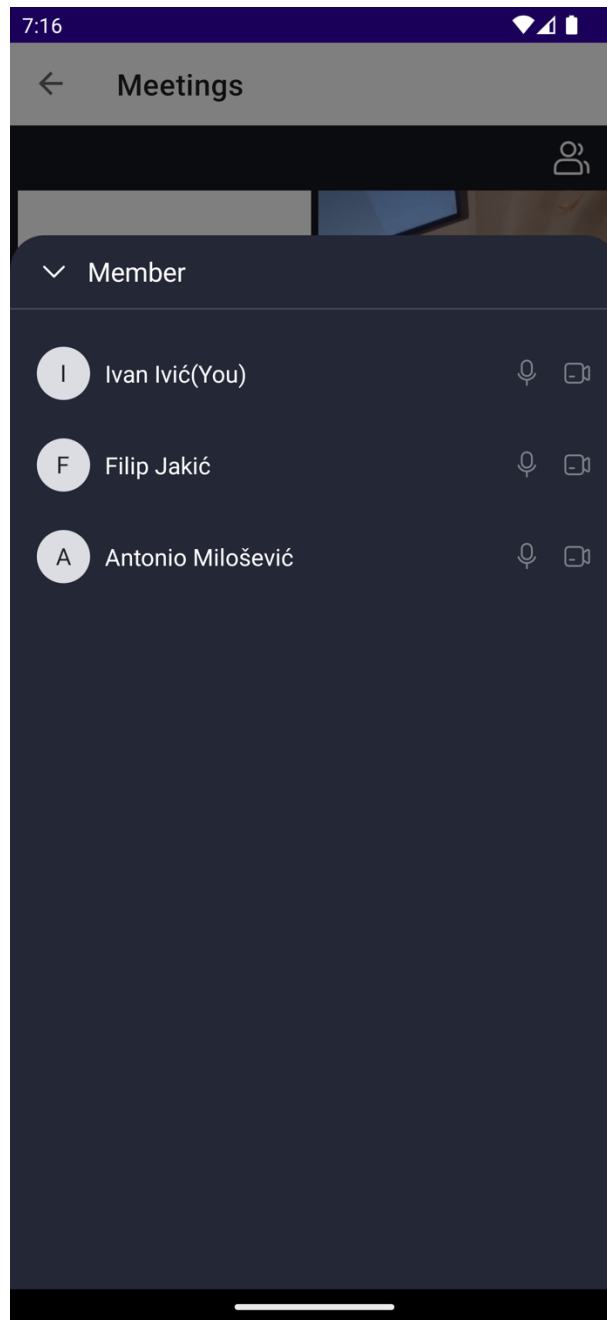 7:16
Meetings
Member
I Ivan Ivić(You)
F Filip Jakić
A Antonio Milošević